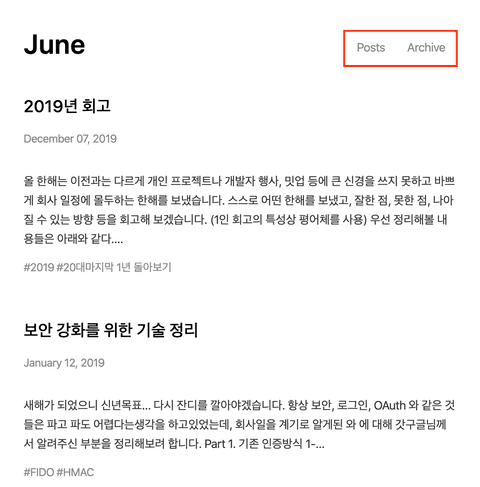 June
Posts Archive
2019년 회고
December 07, 2019
올 한해는 이전과는 다르게 개인 프로젝트나 개발자 행사, 밋업 등에 큰 신경을 쓰지 못하고 바쁘
게 회사 일정에 몰두하는 한해를 보냈습니다. 스스로 어떤 한해를 보냈고, 잘한 점, 못한 점, 나아
질 수 있는 방향 등을 회고해 보겠습니다. (1인 회고의 특성상 평어체를 사용) 우선 정리해볼 내
용들은 아래와 같다....
#2019 #20대마지막 1년 돌아보기
보안 강화를 위한 기술 정리
January 12, 2019
새해가 되었으니 신년목표... 다시 잔디를 깔아야겠습니다. 항상 보안, 로그인, OAuth 와 같은 것
들은 파고 파도 어렵다는생각을 하고있었는데, 회사일을 계기로 알게된 와 에 대해 갓구글님께
서 알려주신 부분을 정리해보려 합니다. Part 1. 기존 인증방식 1-...
#FIDO #HMAC